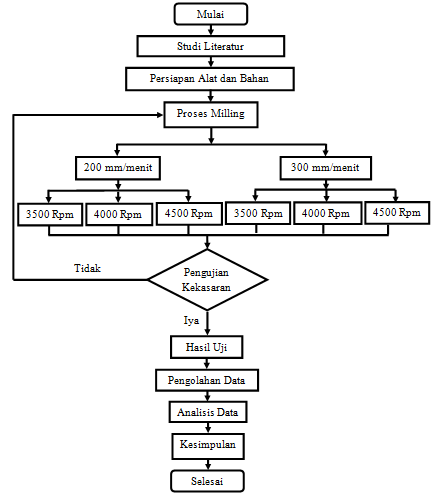 Mulai
Studi Literatur
Persiapan Alat dan Bahan
Proses Milling
200 mm/menit
300 mm/menit
3500 Rpm
4000 Rpm
4500 Rpm
3500 Rpm
4000 Rpm
4500 Rpm
Tidak
Pengujian
Kekasaran
Iya
Hasil Uji
Pengolahan Data
Analisis Data
Kesimpulan
Selesai